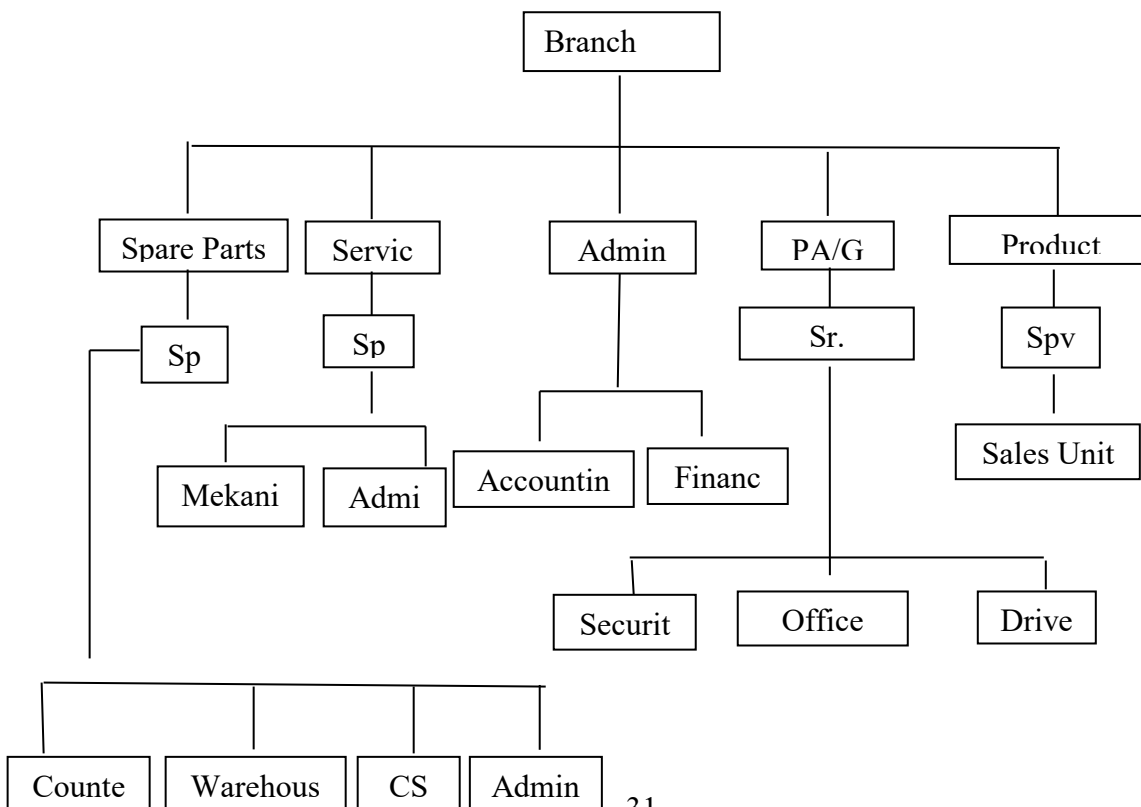 Branch
Spare Parts
Servic
Admin
PA/G
Product
Sp
Sp
Sr.
Spv
Mekani
Admi
Accountin
Financ
Sales Unit
Securit
Office
Drive
Counte
Warehous
CS
Admin
31